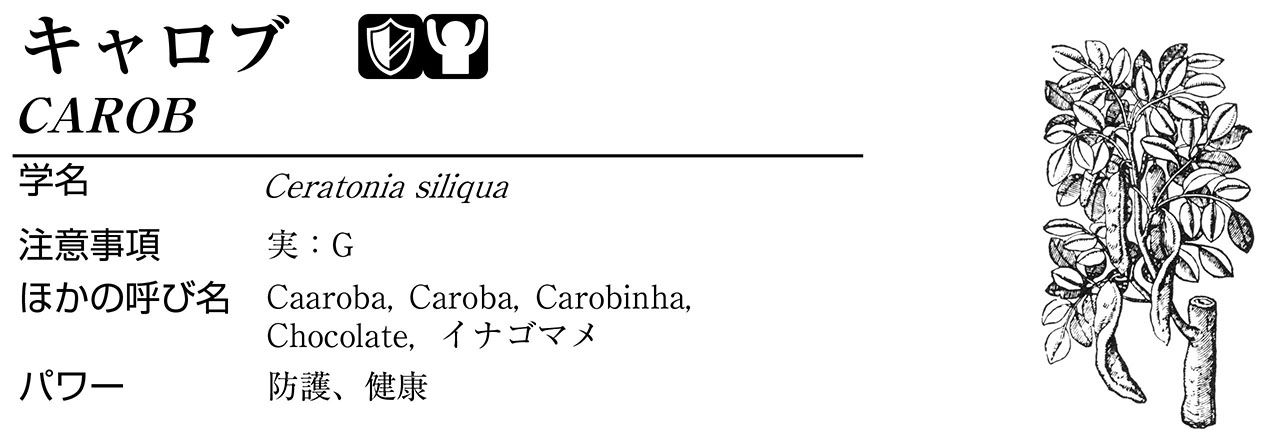 キャロブ
CAROB
学名 Ceratonia siliqua
注意事項 実：G
ほかの呼び名 Caaroba, Caroba, Carobinha,
Chocolate, イナゴマメ
パワー 防護、健康